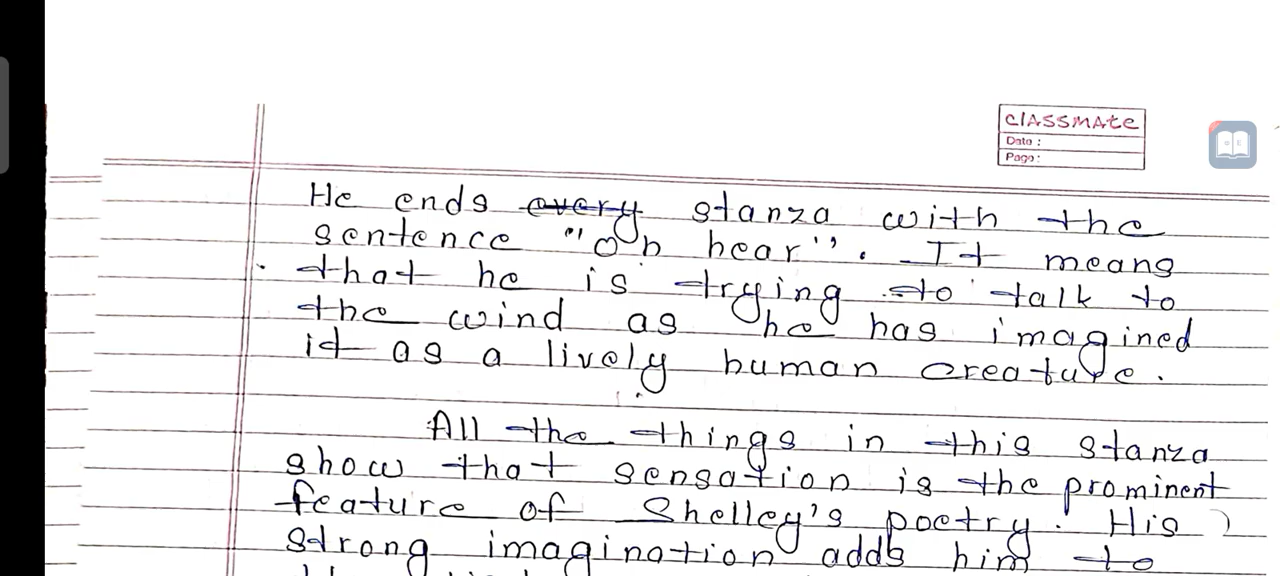 CLASSMATE
Date :
Page :
He ends every stanza with the
sentence "Oh hear". It means
that he is trying to talk to
the wind as he has imagined
it as a lively human creature.
All the things in this stanza
show that sensation is the prominent
feature of Shelley's poetry. His
strong imagination adds him to